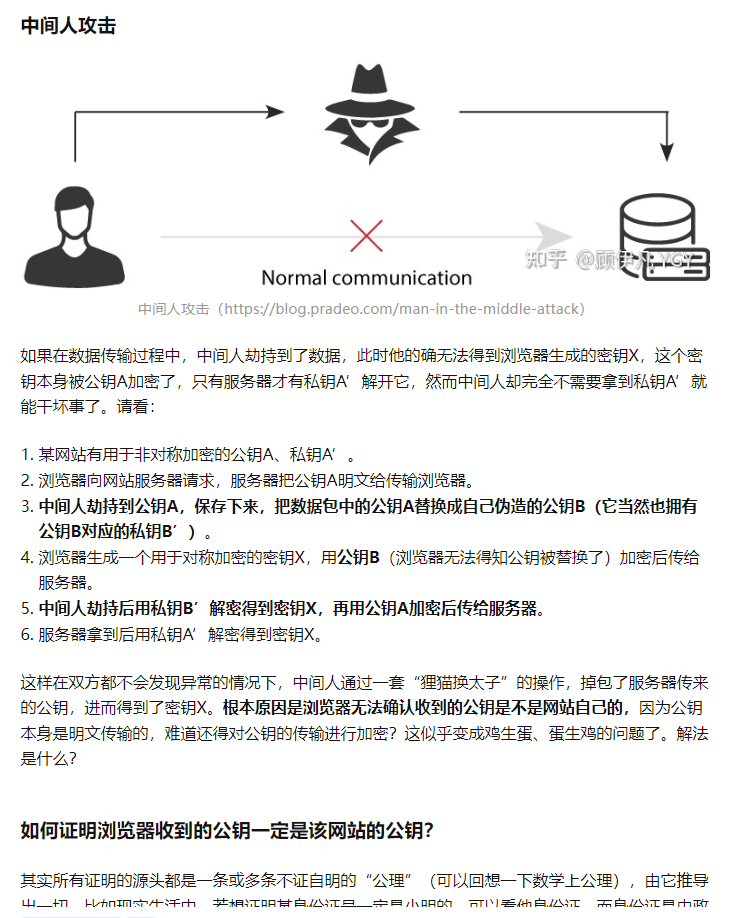 中间人攻击
Normal communication
知乎 @顾伊凡YGY
中间人攻击（https://blog.pradeo.com/man-in-the-middle-attack）
如果在数据传输过程中，中间人劫持到了数据，此时他的确无法得到浏览器生成的密钥X，这个密
钥本身被公钥A加密了，只有服务器才有私钥A’解开它，然而中间人却完全不需要拿到私钥A’就
能干坏事了。请看：
1. 某网站有用于非对称加密的公钥A、私钥A’。
2. 浏览器向网站服务器请求，服务器把公钥A明文给传输浏览器。
3. 中间人劫持到公钥A，保存下来，把数据包中的公钥A替换成自己伪造的公钥B（它当然也拥有
公钥B对应的私钥B’）。
4. 浏览器生成一个用于对称加密的密钥X，用公钥B（浏览器无法得知公钥被替换了）加密后传给
服务器。
5. 中间人劫持后用私钥B’解密得到密钥X，再用公钥A加密后传给服务器。
6. 服务器拿到后用私钥A’解密得到密钥X。
这样在双方都不会发现异常的情况下，中间人通过一套“狸猫换太子”的操作，掉包了服务器传来
的公钥，进而得到了密钥X。根本原因是浏览器无法确认收到的公钥是不是网站自己的，因为公钥
本身是明文传输的，难道还得对公钥的传输进行加密？这似乎变成鸡生蛋、蛋生鸡的问题了。解法
是什么？
如何证明浏览器收到的公钥一定是该网站的公钥？
其实所有证明的源头都是一条或多条不证自明的“公理”（可以回想一下数学上公理），由它推导
出一切。比如现实生活中，若想证明某身份证号一定是小明的，可以看他身份证，而身份证是由政